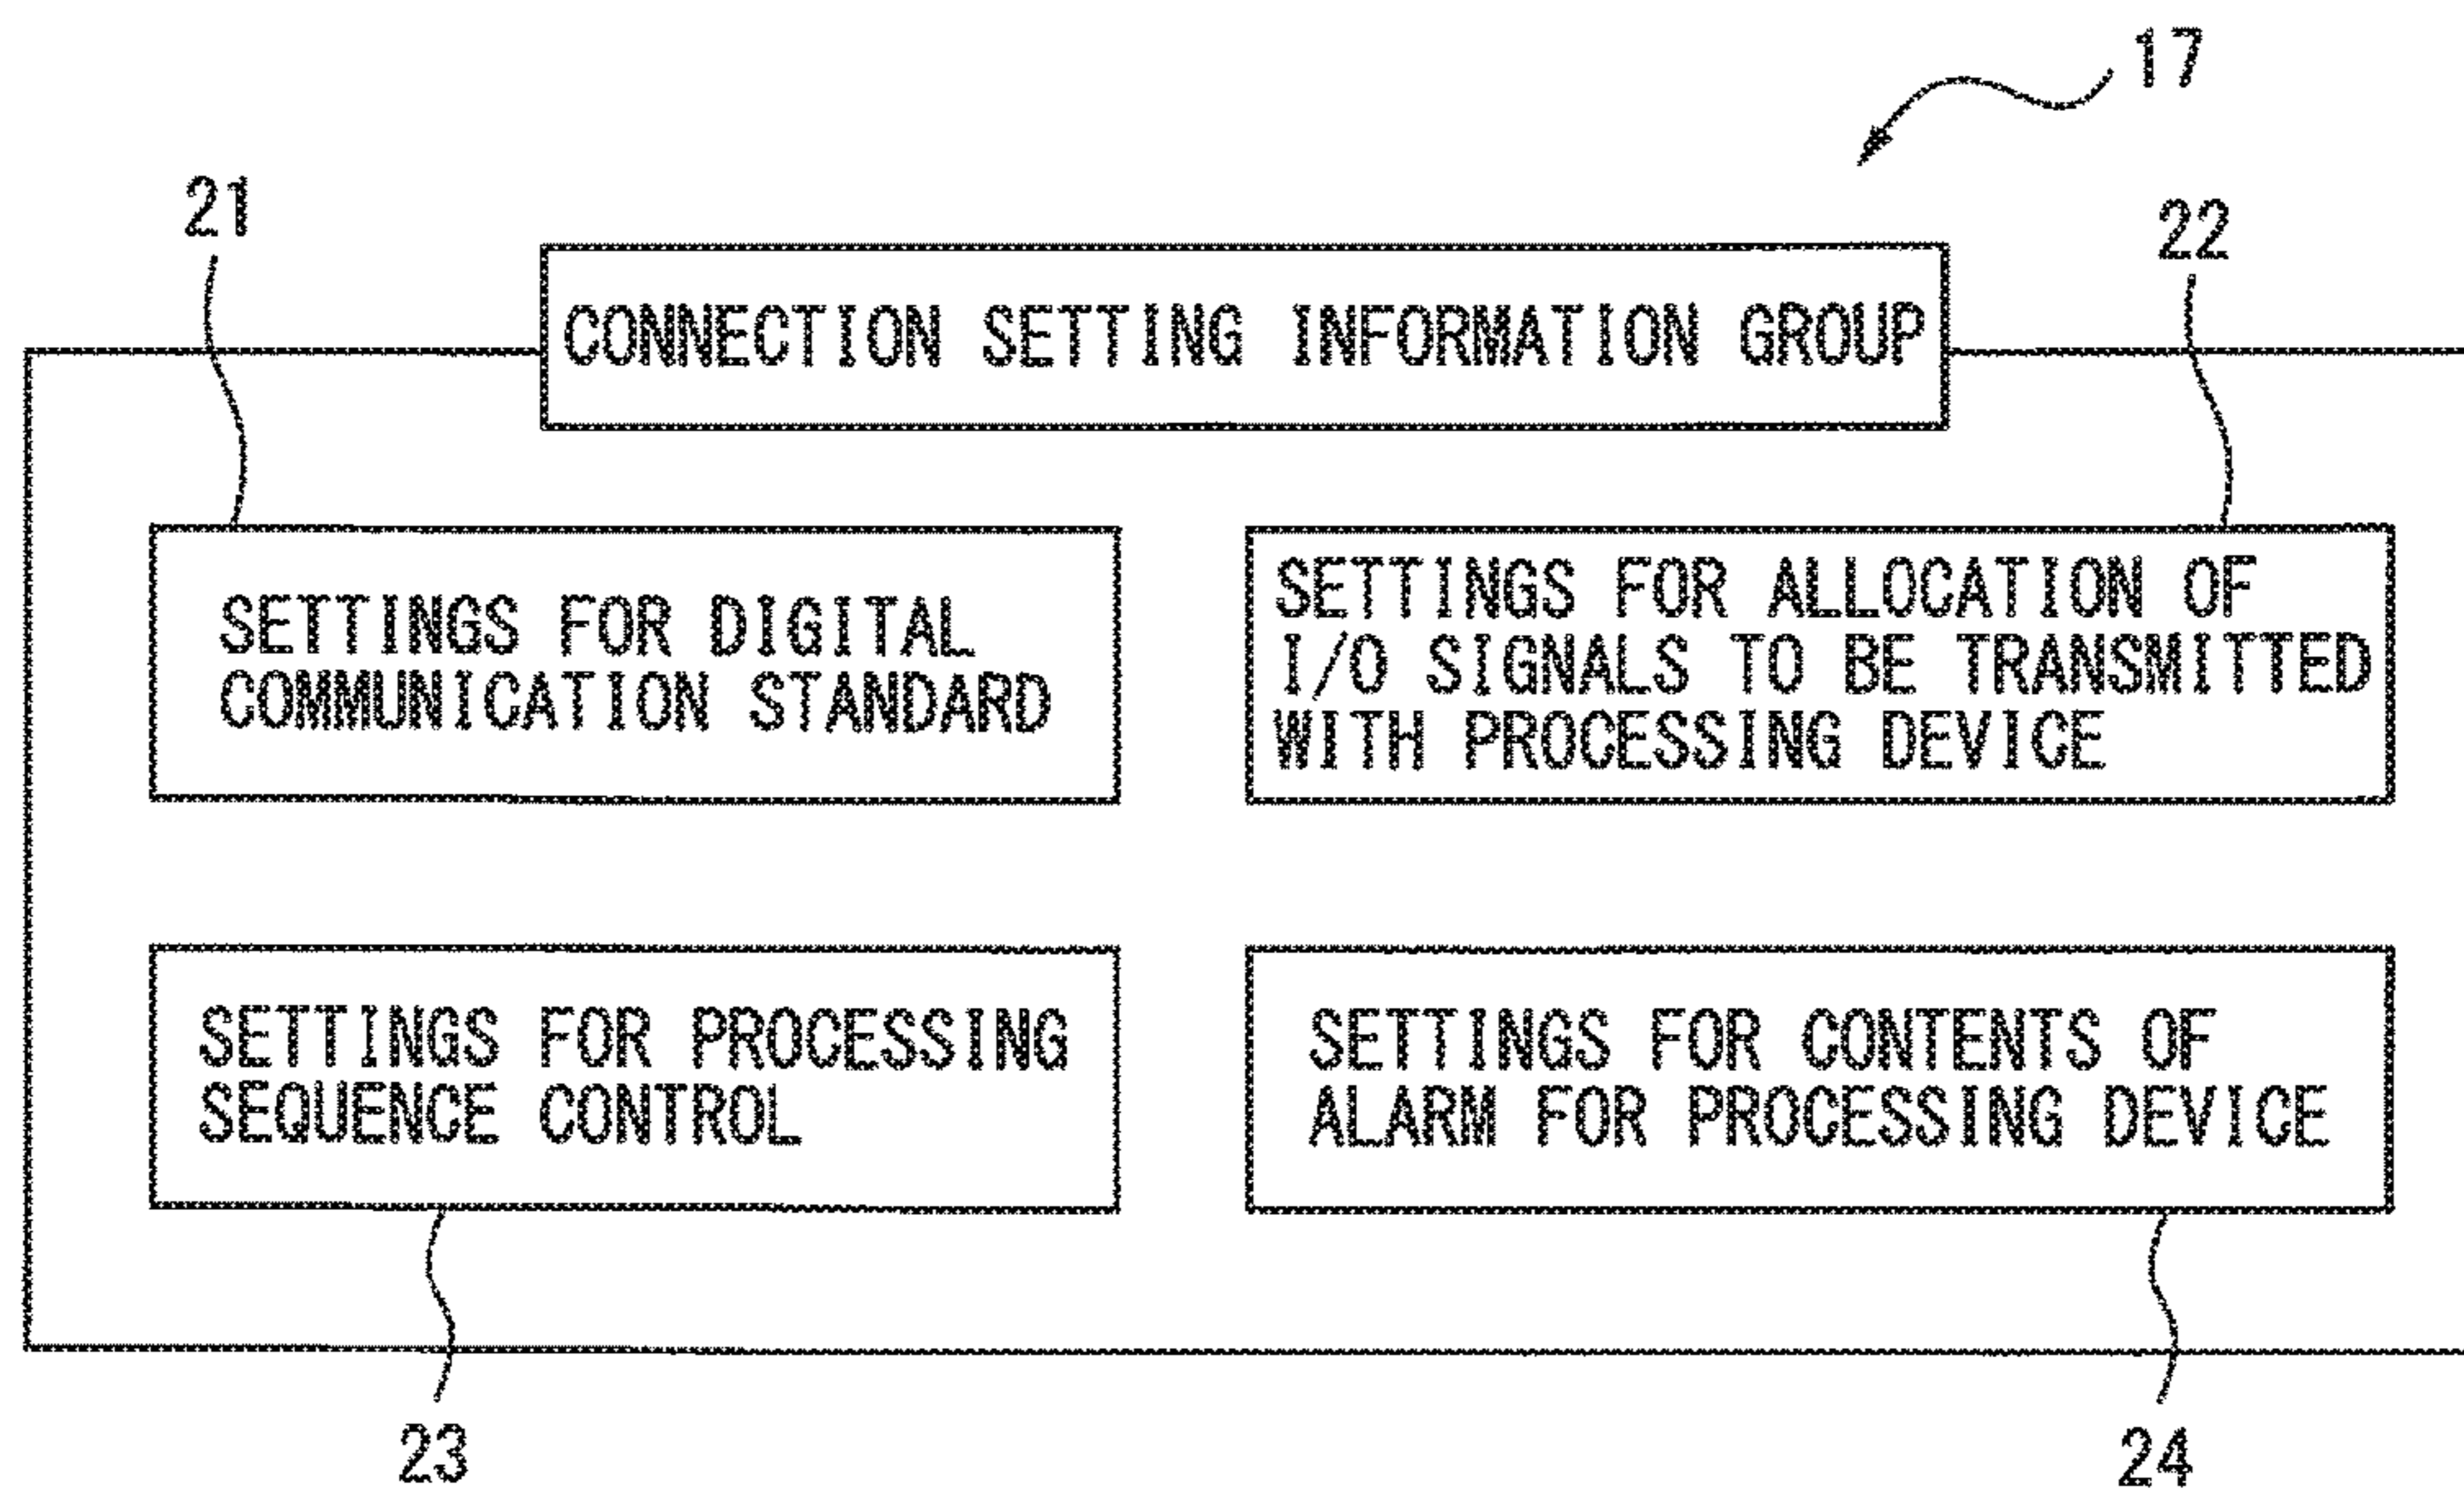 17
21
22
CONNECTION SETTING INFORMATION GROUP
SETTINGS FOR DIGITAL
COMMUNICATION STANDARD
SETTINGS FOR ALLOCATION OF
I/O SIGNALS TO BE TRANSMITTED
WITH PROCESSING DEVICE
SETTINGS FOR PROCESSING
SEQUENCE CONTROL
SETTINGS FOR CONTENTS OF
ALARM FOR PROCESSING DEVICE
23
24